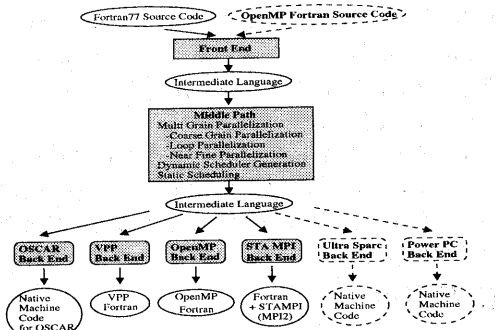 Fortran77 Source Code
OpenMP Fortran Source Code
Front End
Intermediate Language
Middle Path
Multi Grain Parallelization
-Coarse Grain Parallelization
-Loop Parallelization
-Near Fine Parallelization
Dynamic Scheduler Generation
Static Scheduling
Intermediate Language
OSCAR
Back End
VPP
Back End
OpenMP
Back End
STA MPI
Back End
Ultra Sparc
Back End
Power PC
Back End
Native
Machine
Code
for OSCAR
VPP
Fortran
OpenMP
Fortran
Fortran
+ STAMPI
(MPI2)
Native
Machine
Code
Native
Machine
Code